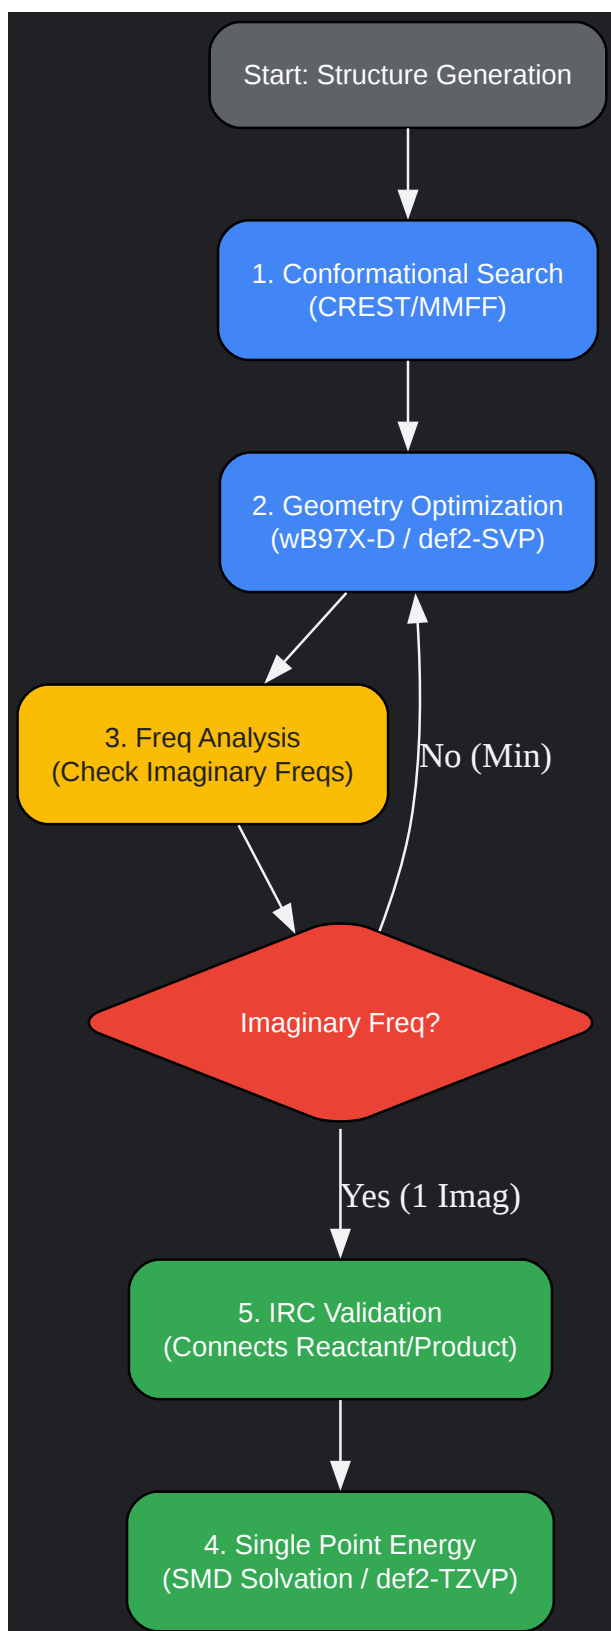 Start: Structure Generation
1. Conformational Search
(CREST/MMFF)
2. Geometry Optimization
(wB97X-D / def2-SVP)
3. Freq Analysis
(Check Imaginary Freqs)
No (Min)
Imaginary Freq?
Yes (1 Imag)
5. IRC Validation
(Connects Reactant/Product)
4. Single Point Energy
(SMD Solvation / def2-TZVP)